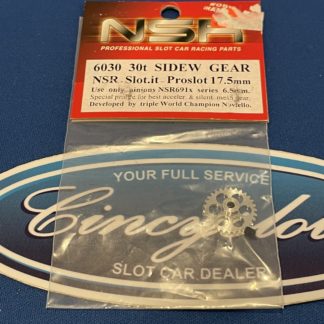 NSR
PROFESSIONAL SLOT CAR RACING PARTS
6030 30t SIDEW GEAR
NSR - Slot.it - Proslot 17.5mm
Use only pinions NSR691x series 6.5mm.
Special profile for best acceler. & silent mesh gear.
Developed by triple World Champion Noviello.
YOUR FULL SERVICE
SLOT CAR DEALER